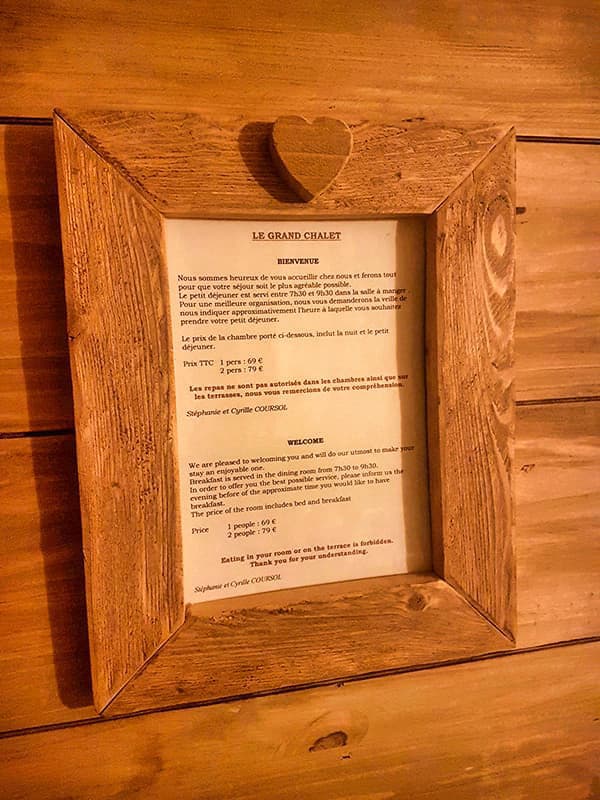 LE GRAND CHALET
BIENVENUE
Nous sommes heureux de vous accueillir chez nous et ferons tout
pour que votre séjour soit le plus agréable possible.
Le petit déjeuner est servi entre 7h30 et 9h30 dans la salle à manger .
Pour une meilleure organisation, nous vous demanderons la veille de
nous indiquer approximativement l'heure à laquelle vous souhaitez
prendre votre petit déjeuner.
Le prix de la chambre porté ci-dessous, inclut la nuit et le petit
déjeuner.
Prix TTC 1 pers : 69 €
2 pers : 79 €
Les repas ne sont pas autorisés dans les chambres ainsi que sur
les terrasses, nous vous remercions de votre compréhension.
Stéphanie et Cyrille COURSOL
WELCOME
We are pleased to welcoming you and will do our utmost to make your
stay an enjoyable one.
Breakfast is served in the dining room from 7h30 to 9h30.
In order to offer you the best possible service, please inform us the
evening before of the approximate time you would like to have
breakfast.
The price of the room includes bed and breakfast
Price 1 people : 69 €
2 people : 79 €
Eating in your room or on the terrace is forbidden.
Thank you for your understanding.
Stéphanie et Cyrille COURSOL